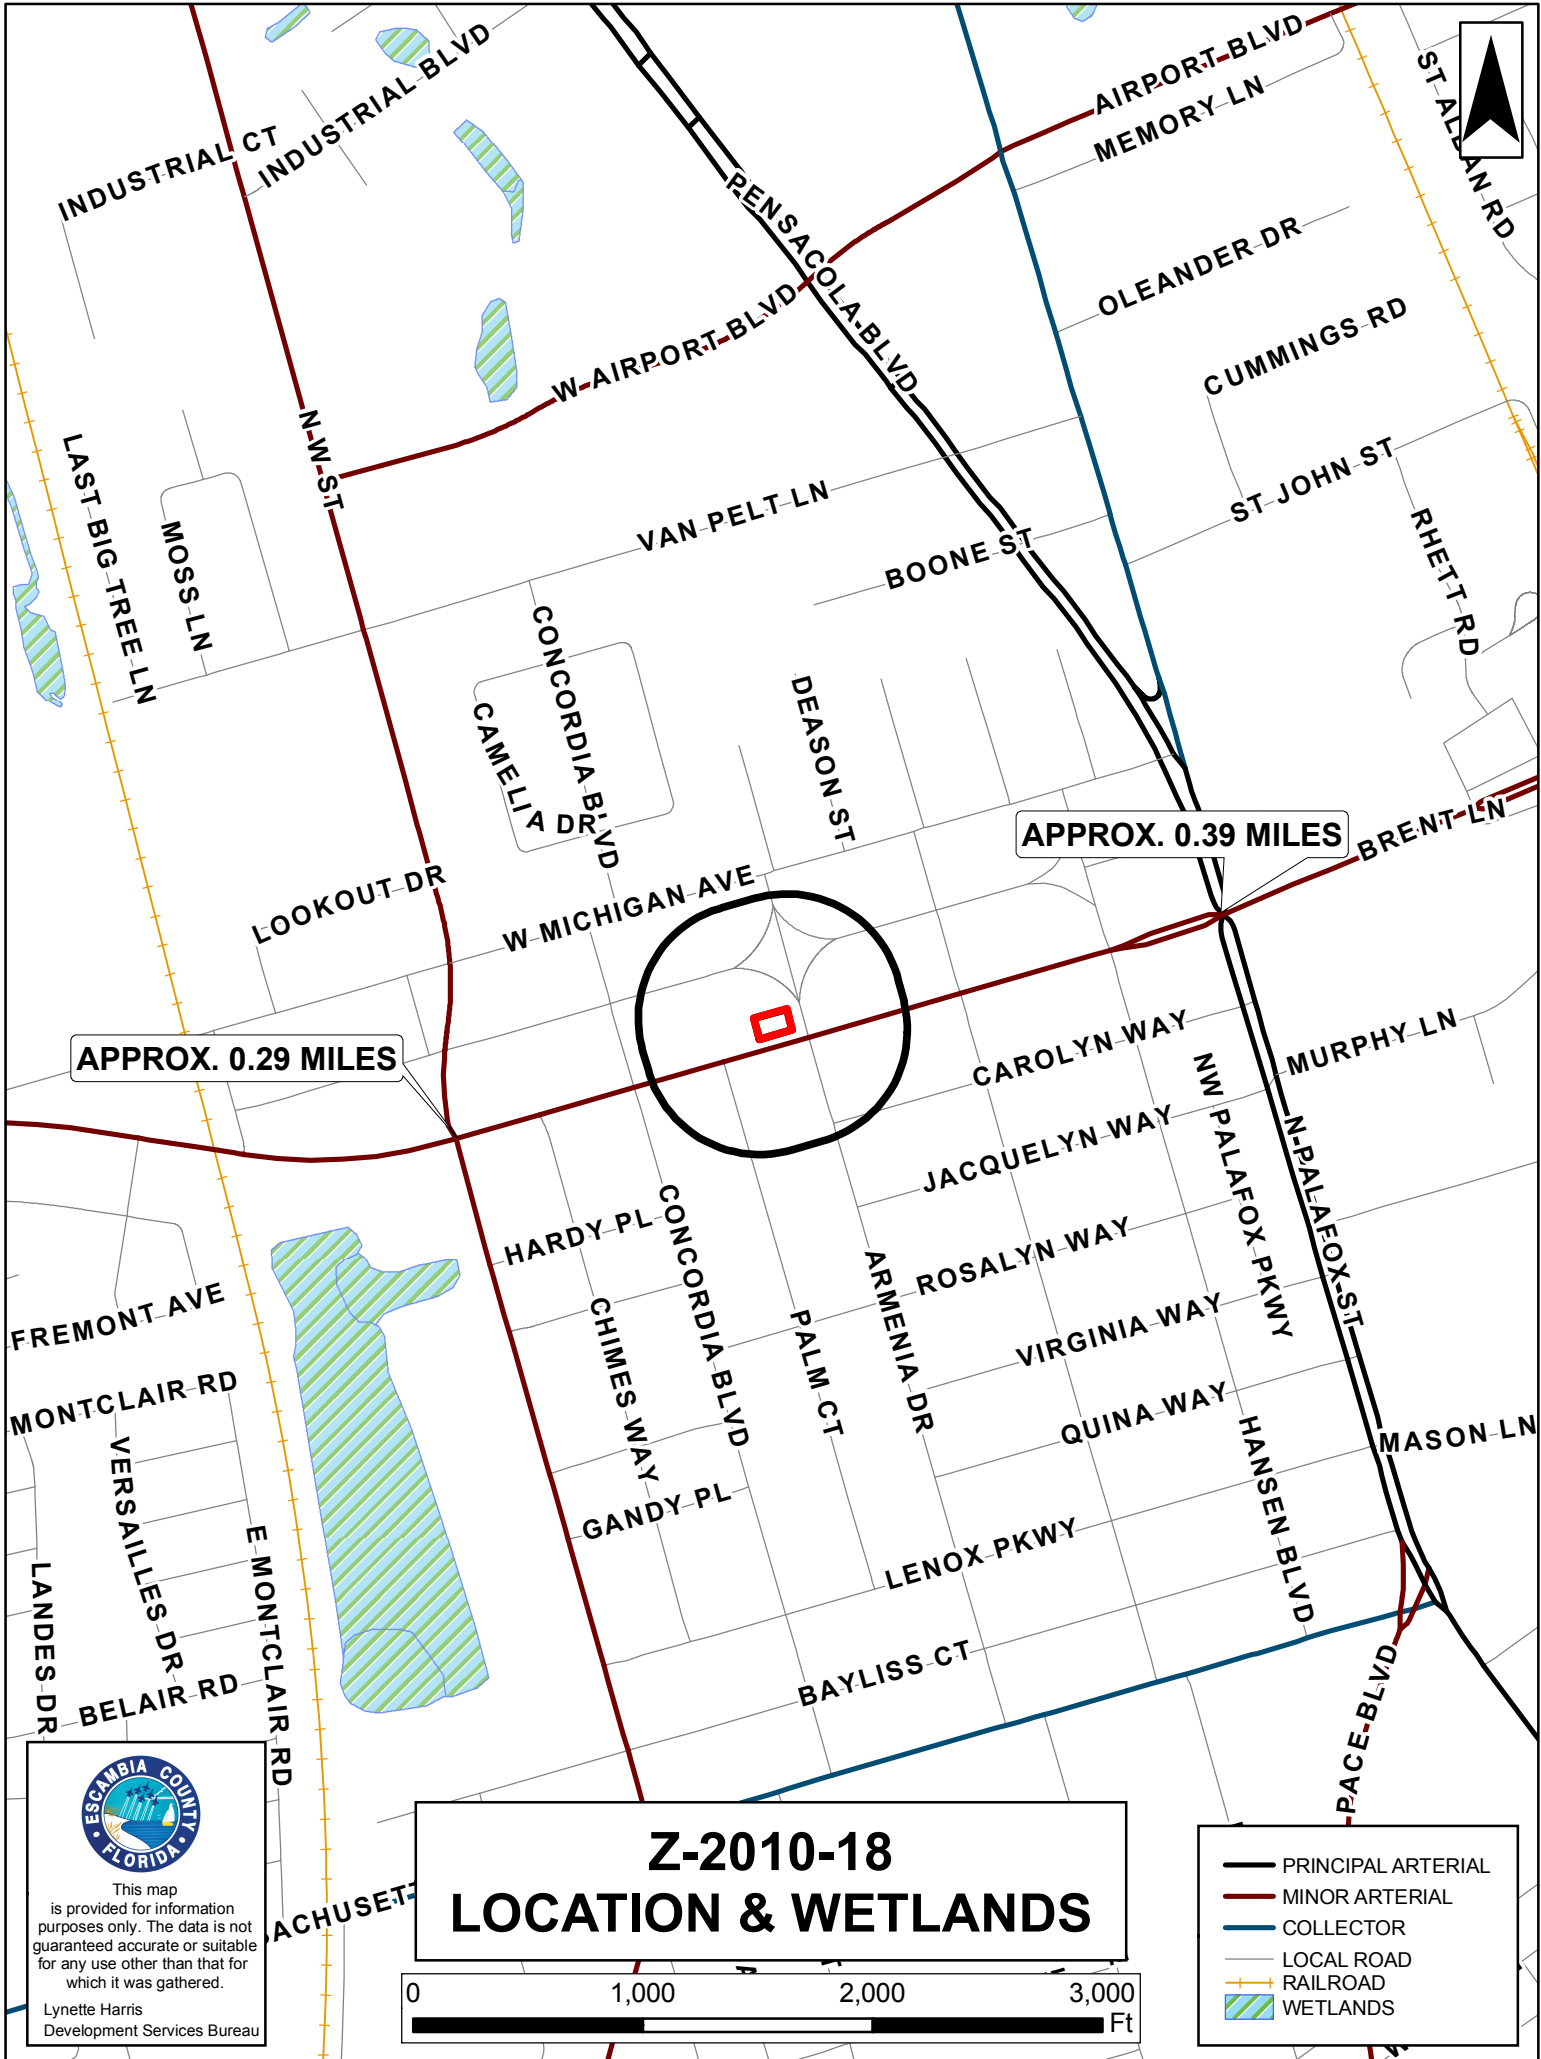 INDUSTRIAL BLVD
INDUSTRIAL CT
AIRPORT BLVD
MEMORY LN
ST ALBAN RD
PENSACOLA BLVD
OLEANDER DR
W AIRPORT BLVD
CUMMINGS RD
N W ST
LAST BIG TREE LN
MOSS LN
VAN PELT LN
ST JOHN ST
BOONE ST
RHETT RD
CONCORDIA BLVD
CAMELIA DR
DEASON ST
APPROX. 0.39 MILES
BRENT LN
LOOKOUT DR
W MICHIGAN AVE
APPROX. 0.29 MILES
CAROLYN WAY
MURPHY LN
NW PALAFOX PKWY
N PALAFOX ST
JACQUELYN WAY
HARDY PL
CONCORDIA BLVD
ROSALYN WAY
ARMENIA DR
FREMONT AVE
CHIMES WAY
PALM CT
VIRGINIA WAY
MONTCLAIR RD
QUINA WAY
HANSEN BLVD
MASON LN
VERSAILLES DR
GANDY PL
LENOX PKWY
E MONTCLAIR RD
LANDES DR
BELAIR RD
BAYLISS CT
PACE BLVD
ESCAMBIA COUNTY
FLORIDA
This map
is provided for information
purposes only. The data is not
guaranteed accurate or suitable
for any use other than that for
which it was gathered.
Lynette Harris
Development Services Bureau
ACHUSET
Z-2010-18
LOCATION & WETLANDS
0 1,000 2,000 3,000
Ft
PRINCIPAL ARTERIAL
MINOR ARTERIAL
COLLECTOR
LOCAL ROAD
RAILROAD
WETLANDS